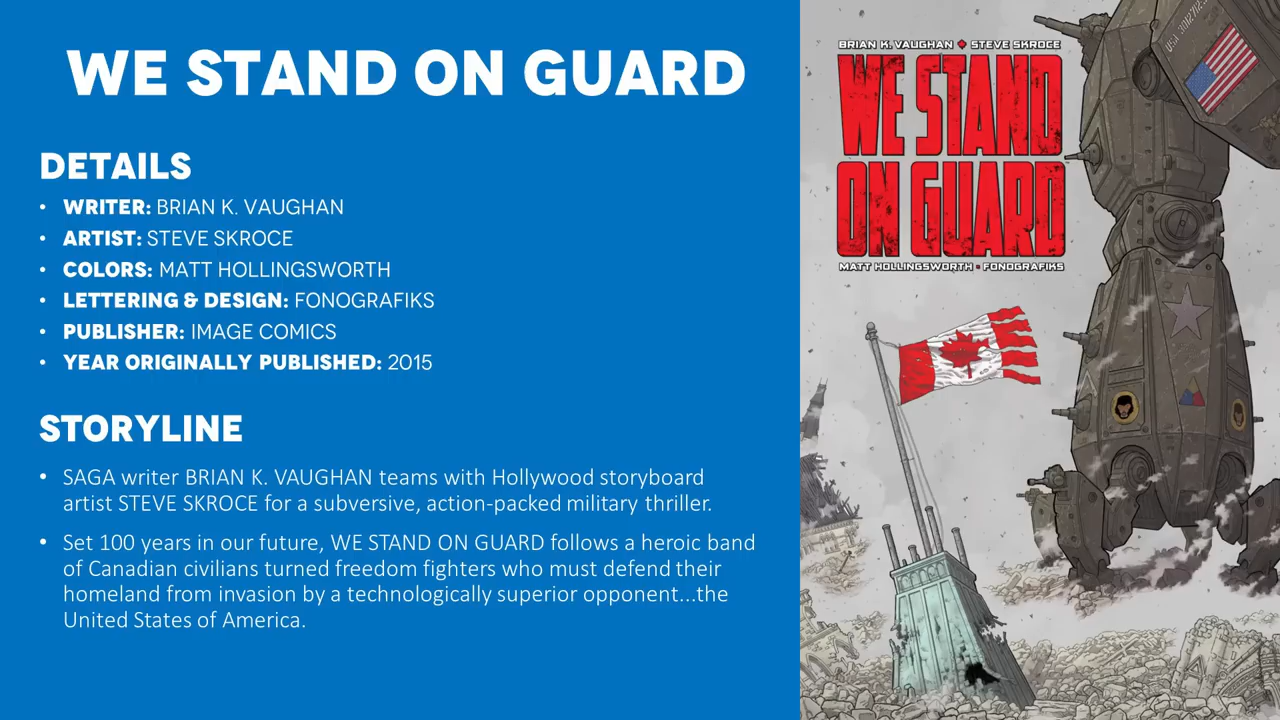 WE STAND ON GUARD
DETAILS
• WRITER: BRIAN K. VAUGHAN
• ARTIST: STEVE SKROCE
• COLORS: MATT HOLLINGSWORTH
• LETTERING & DESIGN: FONOGRAFIKS
• PUBLISHER: IMAGE COMICS
• YEAR ORIGINALLY PUBLISHED: 2015
STORYLINE
• SAGA writer BRIAN K. VAUGHAN teams with Hollywood storyboard
artist STEVE SKROCE for a subversive, action-packed military thriller.
• Set 100 years in our future, WE STAND ON GUARD follows a heroic band
of Canadian civilians turned freedom fighters who must defend their
homeland from invasion by a technologically superior opponent...the
United States of America.
BRIAN K. VAUGHAN ♦ STEVE SKROCE
WE STAND
ON GUARD
MATT HOLLINGSWORTH • FONOGRAFIKS
USA